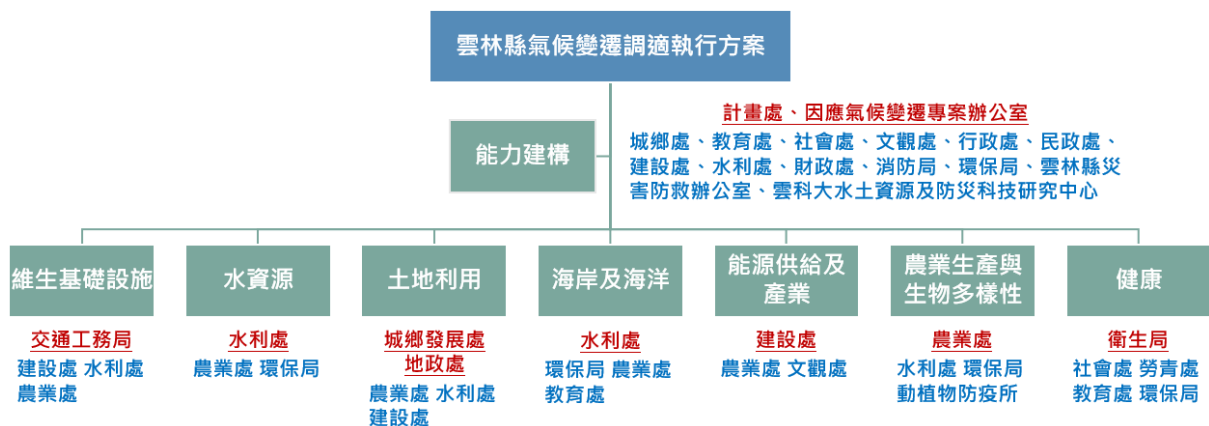 雲林縣氣候變遷調適執行方案
能力建構
計畫處、因應氣候變遷專案辦公室
城鄉處、教育處、社會處、文觀處、行政處、民政處、
建設處、水利處、財政處、消防局、環保局、雲林縣災
害防救辦公室、雲科大水土資源及防災科技研究中心
維生基礎設施
交通工務局
建設處 水利處
農業處
水資源
水利處
農業處 環保局
土地利用
城鄉發展處
地政處
農業處 水利處
建設處
海岸及海洋
水利處
環保局 農業處
教育處
能源供給及
產業
建設處
農業處 文觀處
農業生產與
生物多樣性
農業處
水利處 環保局
動植物防疫所
健康
衛生局
社會處 勞青處
教育處 環保局